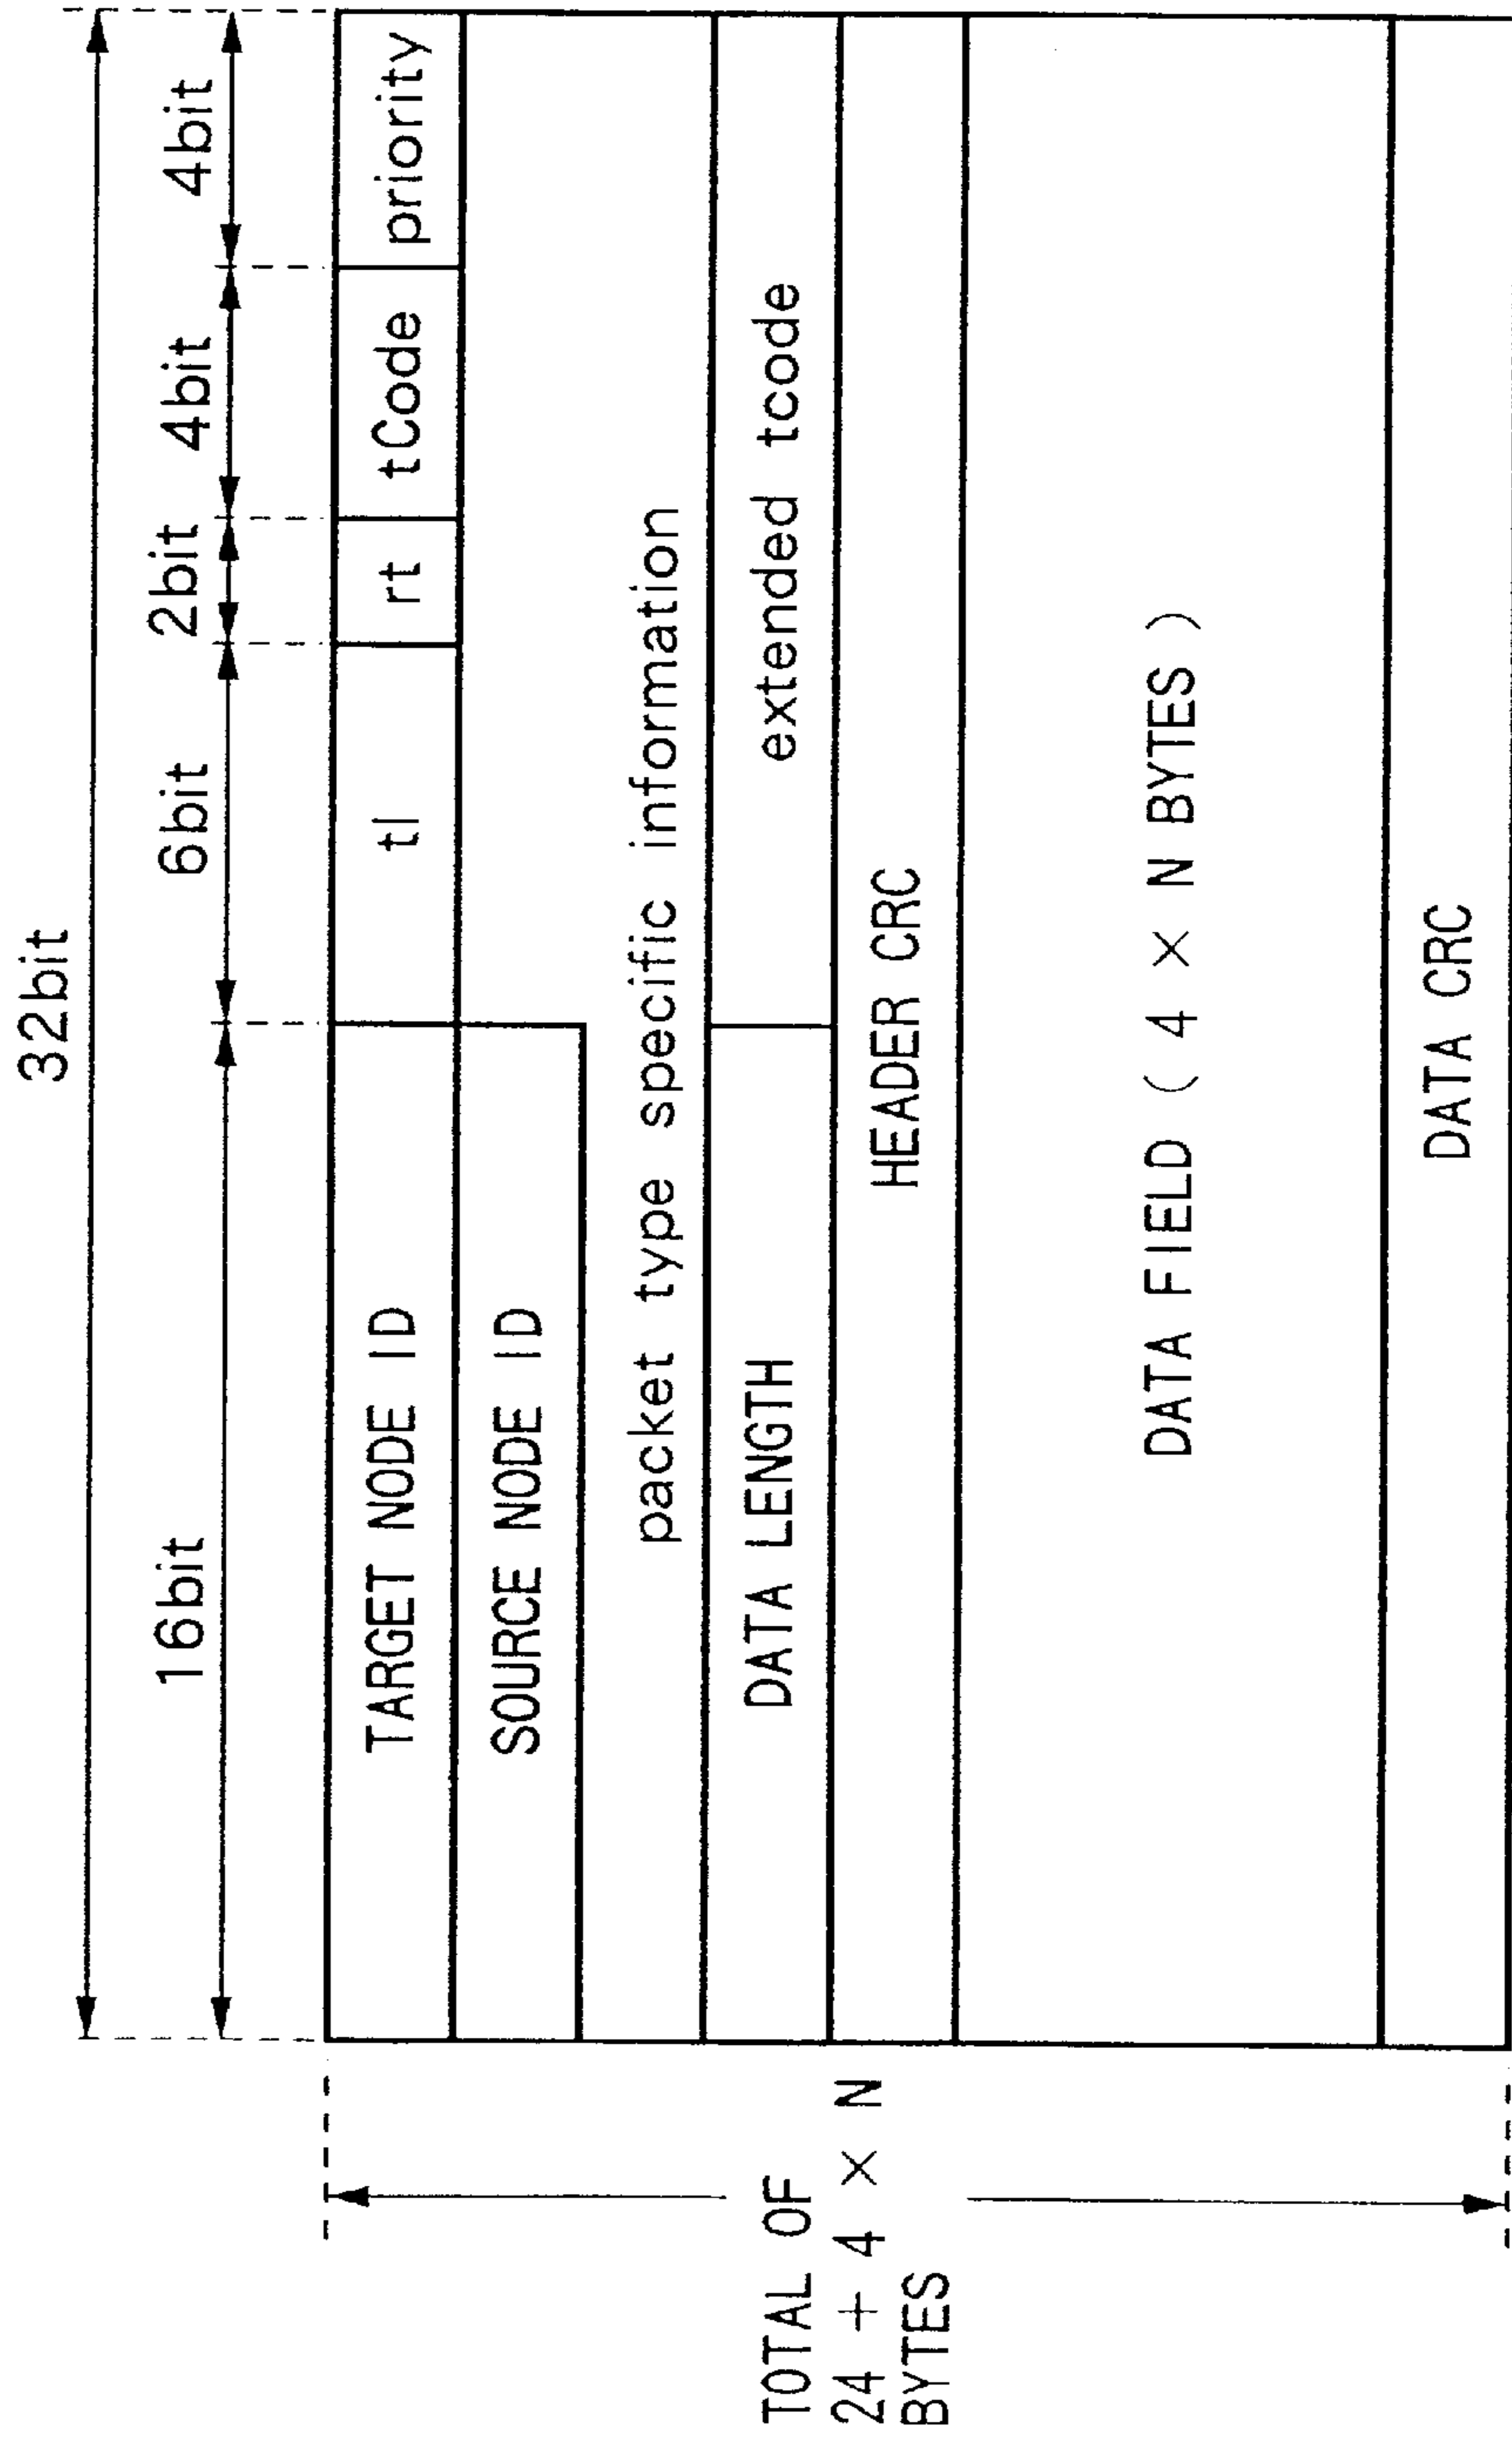 32bit
16bit 6bit 2bit 4bit 4bit
TARGET NODE ID tl rt tCode priority
SOURCE NODE ID
packet type specific information
DATA LENGTH extended tcode
HEADER CRC
DATA FIELD ( 4 × N BYTES )
DATA CRC
TOTAL OF
24 + 4 × N
BYTES